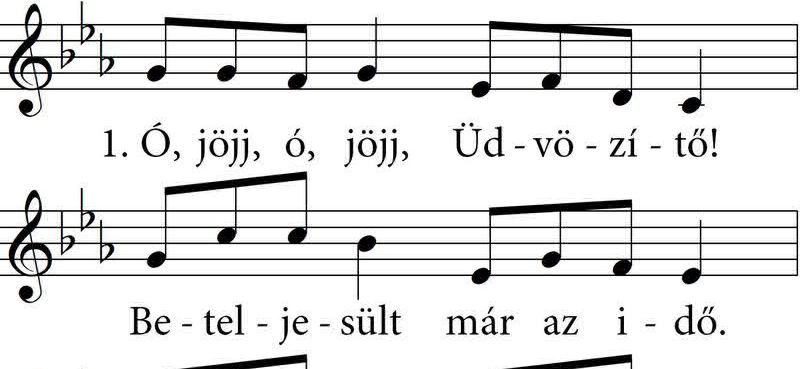 1. Ó, jöjj, ó, jöjj, Üd - vö - zí - tő!
Be - tel - je - sült már az i - dő.